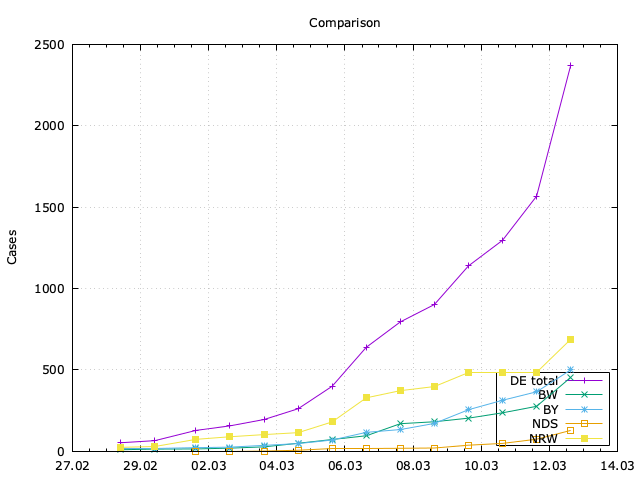 Comparison
2500
2000
1500
1000
500
0
Cases
27.02 29.02 02.03 04.03 06.03 08.03 10.03 12.03 14.03
DE total
BW
BY
NDS
NRW